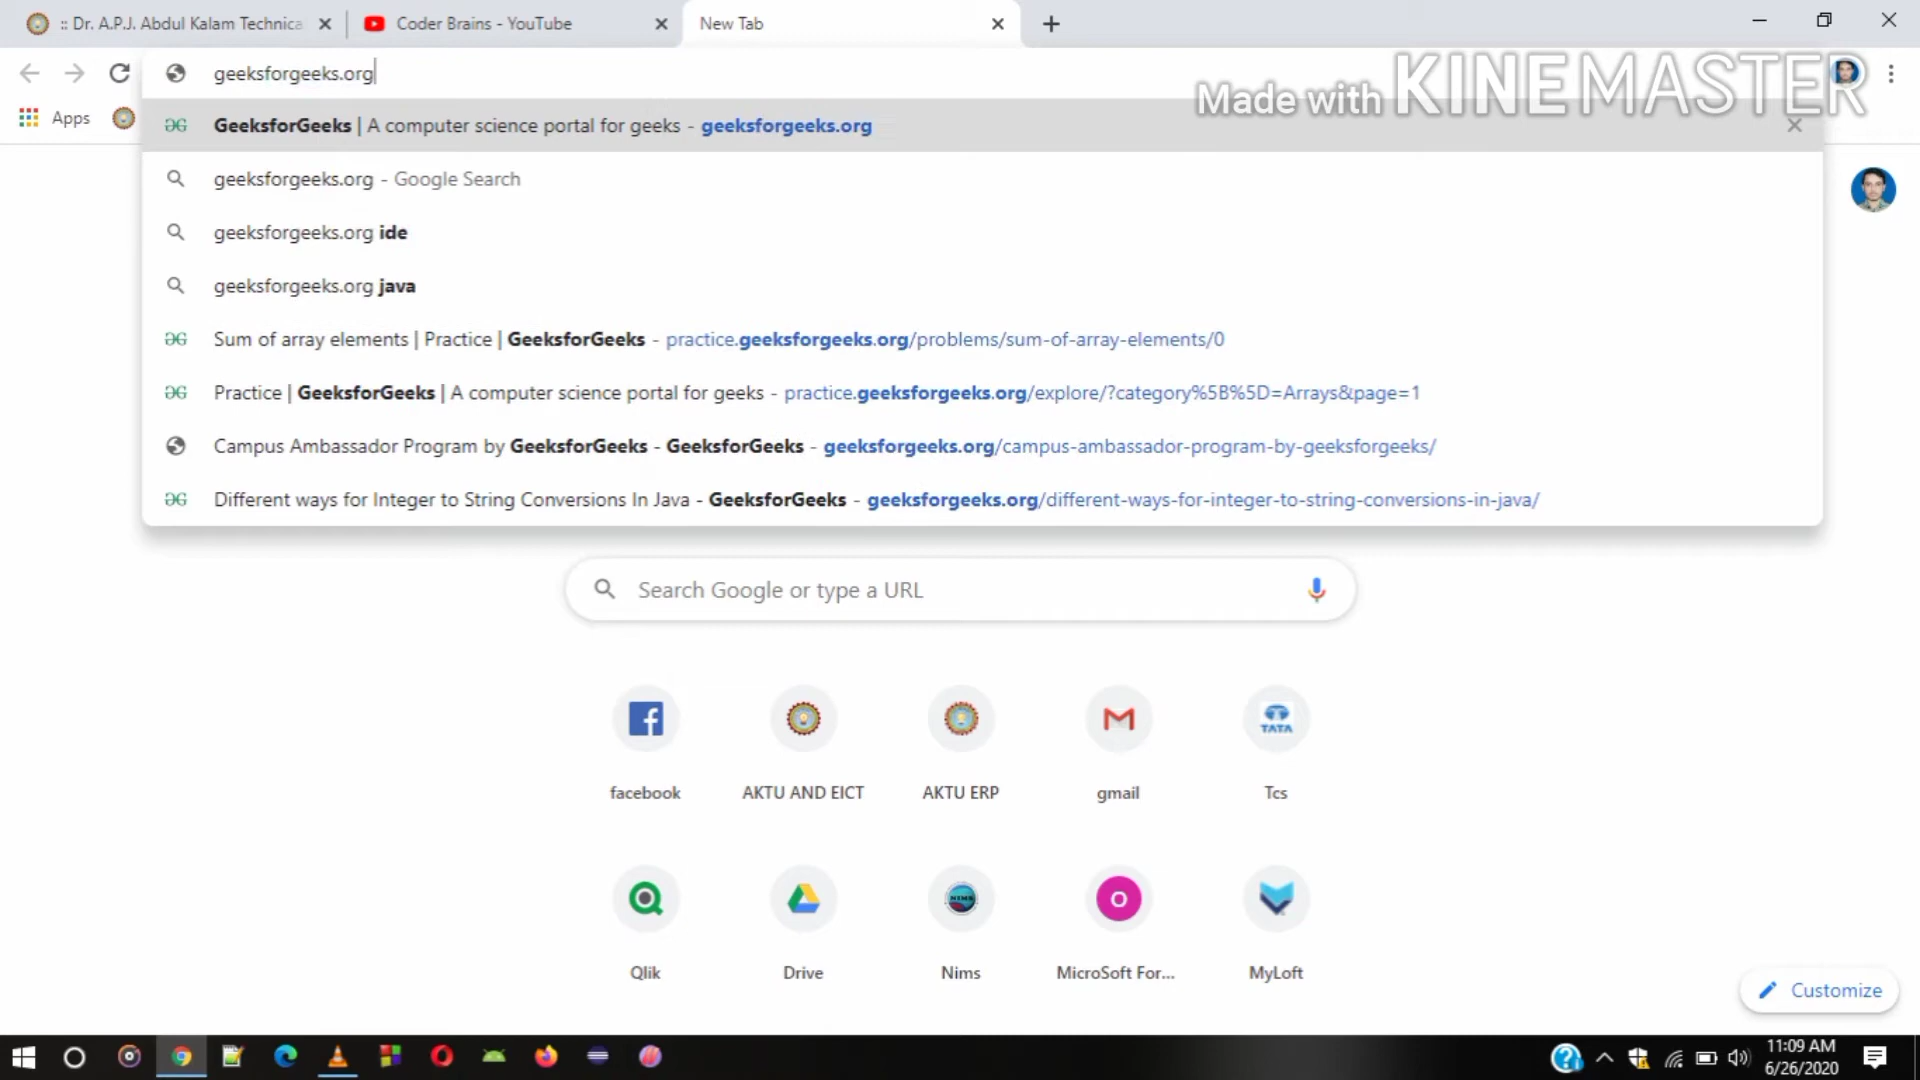 :: Dr. A.P.J. Abdul Kalam Technica
Coder Brains - YouTube
New Tab
geeksforgeeks.org
Made with KINEMASTER
Apps
GeeksforGeeks | A computer science portal for geeks - geeksforgeeks.org
geeksforgeeks.org - Google Search
geeksforgeeks.org ide
geeksforgeeks.org java
Sum of array elements | Practice | GeeksforGeeks - practice.geeksforgeeks.org/problems/sum-of-array-elements/0
Practice | GeeksforGeeks | A computer science portal for geeks - practice.geeksforgeeks.org/explore/?category%5B%5D=Arrays&page=1
Campus Ambassador Program by GeeksforGeeks - GeeksforGeeks - geeksforgeeks.org/campus-ambassador-program-by-geeksforgeeks/
Different ways for Integer to String Conversions In Java - GeeksforGeeks - geeksforgeeks.org/different-ways-for-integer-to-string-conversions-in-java/
Search Google or type a URL
TATA
facebook
AKTU AND EICT
AKTU ERP
gmail
Tcs
NIMS
O
Qlik
Drive
Nims
MicroSoft For...
MyLoft
Customize
11:09 AM
6/26/2020